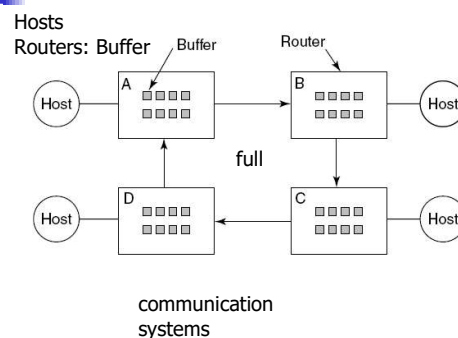 Hosts
Routers: Buffer
Buffer
Router
A
B
Host
Host
full
D
C
Host
Host
communication
systems